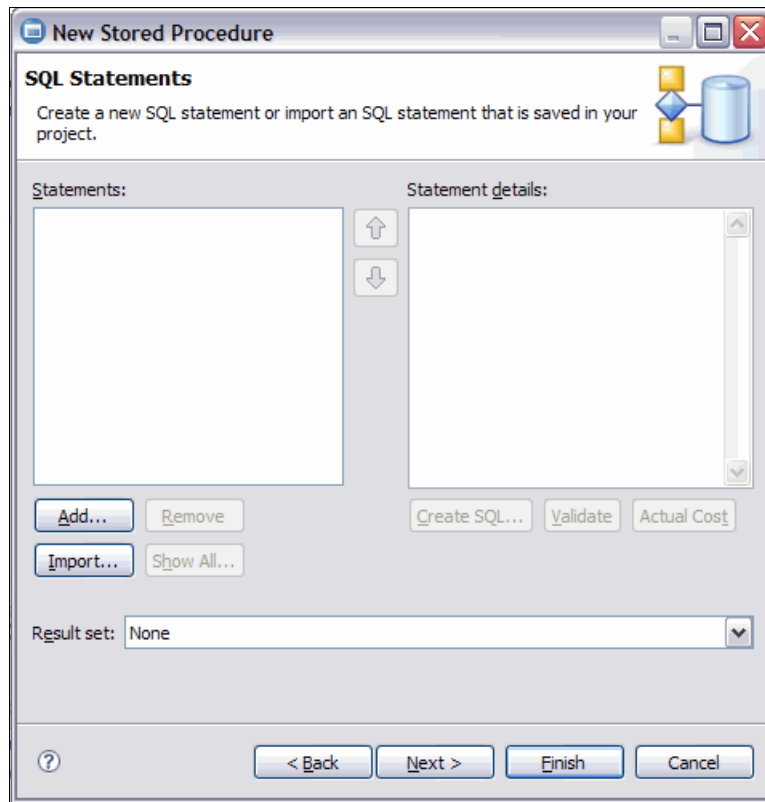 New Stored Procedure
SQL Statements
Create a new SQL statement or import an SQL statement that is saved in your
project.
Statements:
Statement details:
Add...
Remove
Create SQL...
Validate
Actual Cost
Import...
Show All...
Result set:
None
?
< Back
Next >
Finish
Cancel